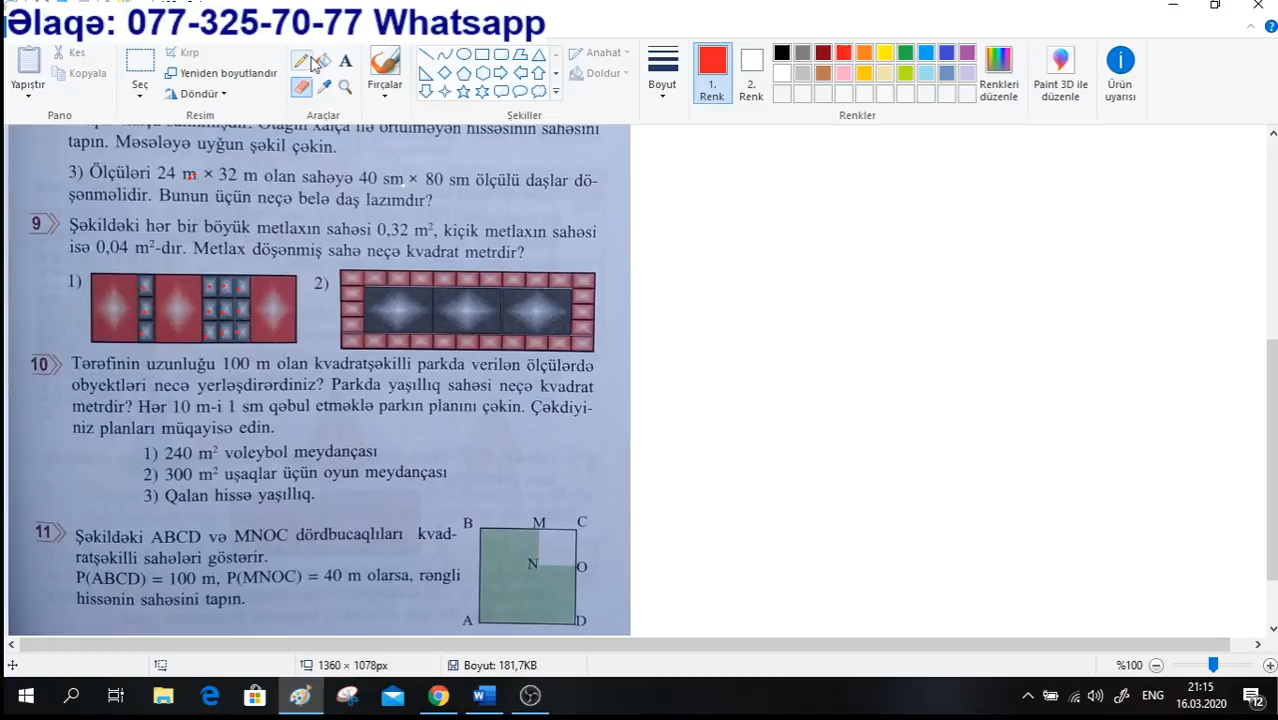 Əlaqə: 077-325-70-77 Whatsapp
Yapıştır
Kes
Kopyala
Pano
Seç
Kırp
Yeniden boyutlandır
Döndür
Resim
A
Araçlar
Fırçalar
Şekiller
Anahat
Doldur
Boyut
1. Renk
2. Renk
Renkler
Renkleri düzenle
Paint 3D ile düzenle
Ürün uyarısı
tapın. Məsələyə uyğun şəkil çəkin.
3) Ölçüləri 24 m × 32 m olan sahəyə 40 sm × 80 sm ölçülü daşlar dö-
şənməlidir. Bunun üçün neçə belə daş lazımdır?
9 Şəkildəki hər bir böyük metlaxın sahəsi 0,32 m², kiçik metlaxın sahəsi
isə 0,04 m²-dır. Metlax döşənmiş sahə neçə kvadrat metrdir?
1) 2)
10 Tərəfinin uzunluğu 100 m olan kvadratşəkilli parkda verilən ölçülərdə
obyektləri necə yerləşdirərdiniz? Parkda yaşıllıq sahəsi neçə kvadrat
metrdir? Hər 10 m-i 1 sm qəbul etməklə parkın planını çəkin. Çəkdiyi-
niz planları müqayisə edin.
1) 240 m² voleybol meydançası
2) 300 m² uşaqlar üçün oyun meydançası
3) Qalan hissə yaşıllıq.
11 Şəkildəki ABCD və MNOC dördbucaqlıları kvad-
ratşəkilli sahələri göstərir.
P(ABCD) = 100 m, P(MNOC) = 40 m olarsa, rəngli
hissənin sahəsini tapın.
B M C
N O
A D
1360 × 1078px
Boyut: 181,7KB
%100
ENG
21:15
16.03.2020
12